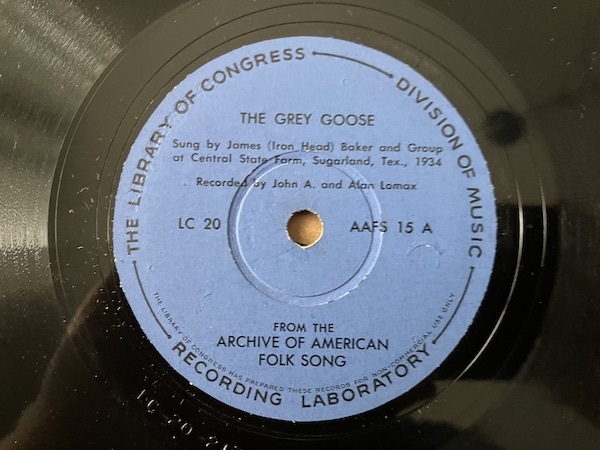 THE LIBRARY OF CONGRESS
DIVISION OF MUSIC
THE GREY GOOSE
Sung by James (Iron Head) Baker and Group
at Central State Farm, Sugarland, Tex., 1934
Recorded by John A. and Alan Lomax
LC 20
AAFS 15 A
FROM THE
ARCHIVE OF AMERICAN
FOLK SONG
THE LIBRARY OF CONGRESS HAS PREPARED THESE RECORDS FOR NON-COMMERCIAL USE ONLY
RECORDING LABORATORY